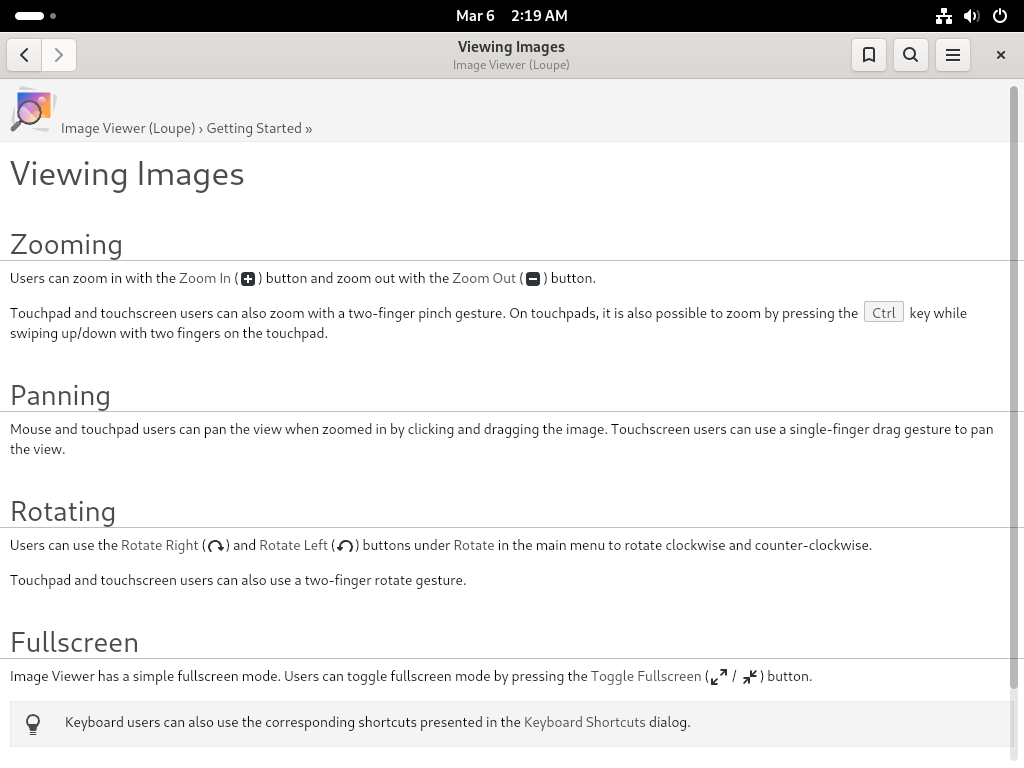 Mar 6 2:19 AM
Viewing Images
Image Viewer (Loupe)
Image Viewer (Loupe) › Getting Started »
Viewing Images
Zooming
Users can zoom in with the Zoom In ( ) button and zoom out with the Zoom Out ( ) button.
Touchpad and touchscreen users can also zoom with a two-finger pinch gesture. On touchpads, it is also possible to zoom by pressing the Ctrl key while
swiping up/down with two fingers on the touchpad.
Panning
Mouse and touchpad users can pan the view when zoomed in by clicking and dragging the image. Touchscreen users can use a single-finger drag gesture to pan
the view.
Rotating
Users can use the Rotate Right ( ) and Rotate Left ( ) buttons under Rotate in the main menu to rotate clockwise and counter-clockwise.
Touchpad and touchscreen users can also use a two-finger rotate gesture.
Fullscreen
Image Viewer has a simple fullscreen mode. Users can toggle fullscreen mode by pressing the Toggle Fullscreen ( / ) button.
Keyboard users can also use the corresponding shortcuts presented in the Keyboard Shortcuts dialog.